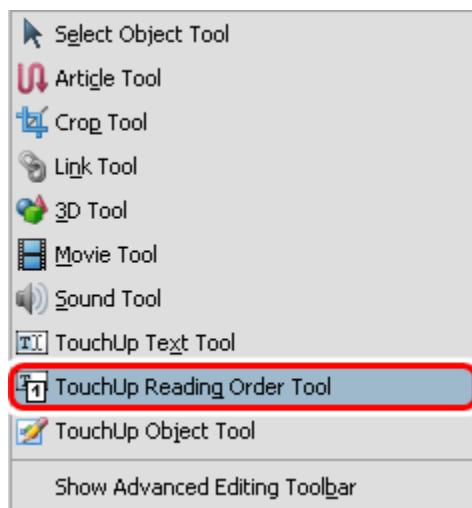 Select Object Tool
Article Tool
Crop Tool
Link Tool
3D Tool
Movie Tool
Sound Tool
TouchUp Text Tool
TouchUp Reading Order Tool
TouchUp Object Tool
Show Advanced Editing Toolbar